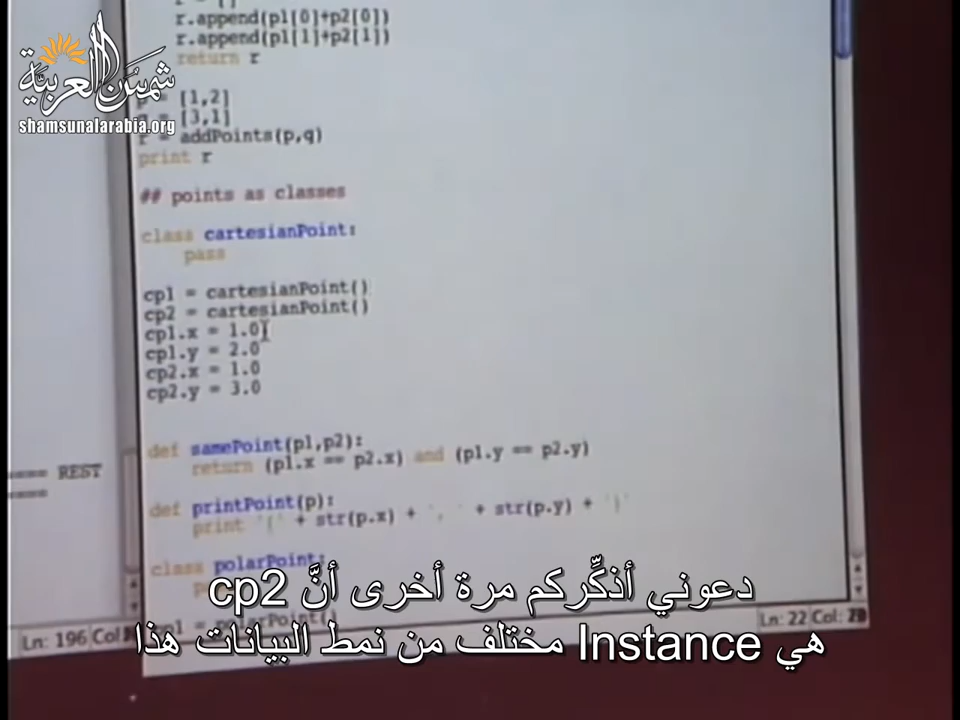 r.append(p1[0]+p2[0])
r.append(p1[1]+p2[1])
return r
شمس العربية
shamsunalarabia.org
= [1,2]
= [3,1]
r = addPoints(p,q)
print r
## points as classes
class cartesianPoint:
pass
cp1 = cartesianPoint()
cp2 = cartesianPoint()
cp1.x = 1.0
cp1.y = 2.0
cp2.x = 1.0
cp2.y = 3.0
def samePoint(p1,p2):
return (p1.x == p2.x) and (p1.y == p2.y)
==== REST
====
def printPoint(p):
print '(' + str(p.x) + ', ' + str(p.y) + ')'
class polarPoint:
دعوني أذكِّركم مرة أخرى أنَّ cp2
هي Instance مختلف من نمط البيانات هذا
= polarPoint()
Ln: 196 Col
Ln: 22 Col: